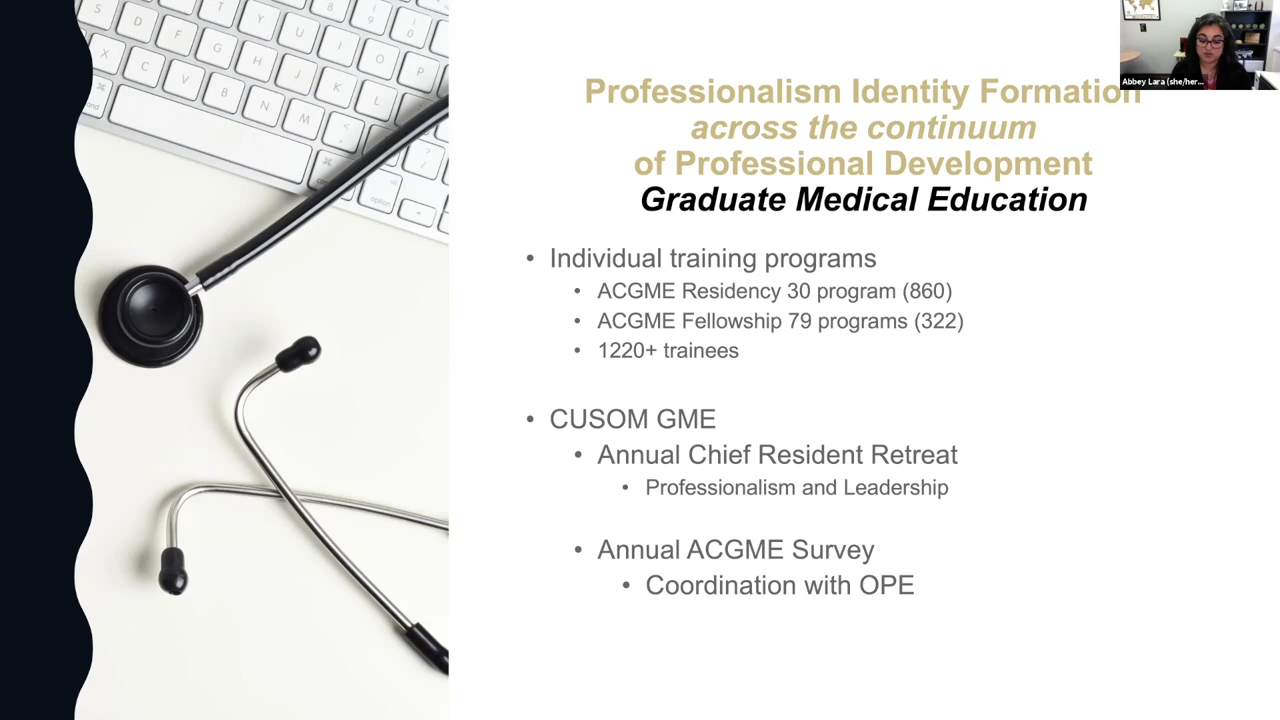 Professionalism Identity Formation
across the continuum
of Professional Development
Graduate Medical Education
• Individual training programs
• ACGME Residency 30 program (860)
• ACGME Fellowship 79 programs (322)
• 1220+ trainees
• CUSOM GME
• Annual Chief Resident Retreat
• Professionalism and Leadership
• Annual ACGME Survey
• Coordination with OPE
Abbey Lara (she/her...
S D F G H J K L
X C V B N M
T Y U I O P
command
option